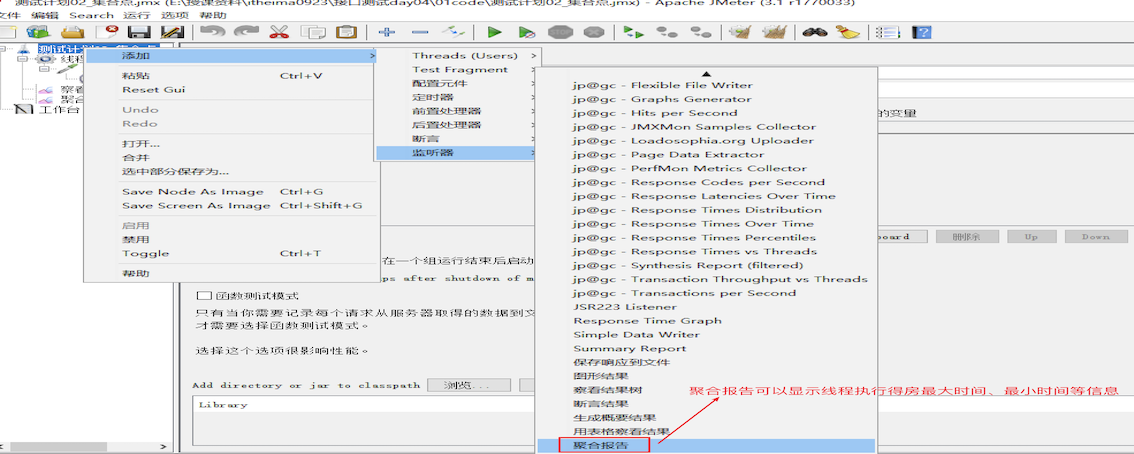 测试计划02_集合点.jmx (E:\授课资料\itheima0923\接口测试day04\01code\测试计划02_集合点.jmx) - Apache JMeter (3.1 r1770033)
文件 编辑 Search 运行 选项 帮助
测试计划02_集合点
线程
察看
聚合
工作台
添加
粘贴 Ctrl+V
Reset Gui
Undo
Redo
打开...
合并
选中部分保存为...
Save Node As Image Ctrl+G
Save Screen As Image Ctrl+Shift+G
启用
禁用
Toggle Ctrl+T
帮助
Threads (Users)
Test Fragment
配置元件
定时器
前置处理器
后置处理器
断言
监听器
jp@gc - Flexible File Writer
jp@gc - Graphs Generator
jp@gc - Hits per Second
jp@gc - JMXMon Samples Collector
jp@gc - Loadosophia.org Uploader
jp@gc - Page Data Extractor
jp@gc - PerfMon Metrics Collector
jp@gc - Response Codes per Second
jp@gc - Response Latencies Over Time
jp@gc - Response Times Distribution
jp@gc - Response Times Over Time
jp@gc - Response Times Percentiles
jp@gc - Response Times vs Threads
jp@gc - Synthesis Report (filtered)
jp@gc - Transaction Throughput vs Threads
jp@gc - Transactions per Second
JSR223 Listener
Response Time Graph
Simple Data Writer
Summary Report
保存响应到文件
图形结果
察看结果树
断言结果
生成概要结果
用表格察看结果
聚合报告
的变量
board 删除 Up Down
在一个组运行结束后启动
ps after shutdown of m
函数测试模式
只有当你需要记录每个请求从服务器取得的数据到文
才需要选择函数测试模式。
选择这个选项很影响性能。
Add directory or jar to classpath 浏览...
Library
聚合报告可以显示线程执行得房最大时间、最小时间等信息